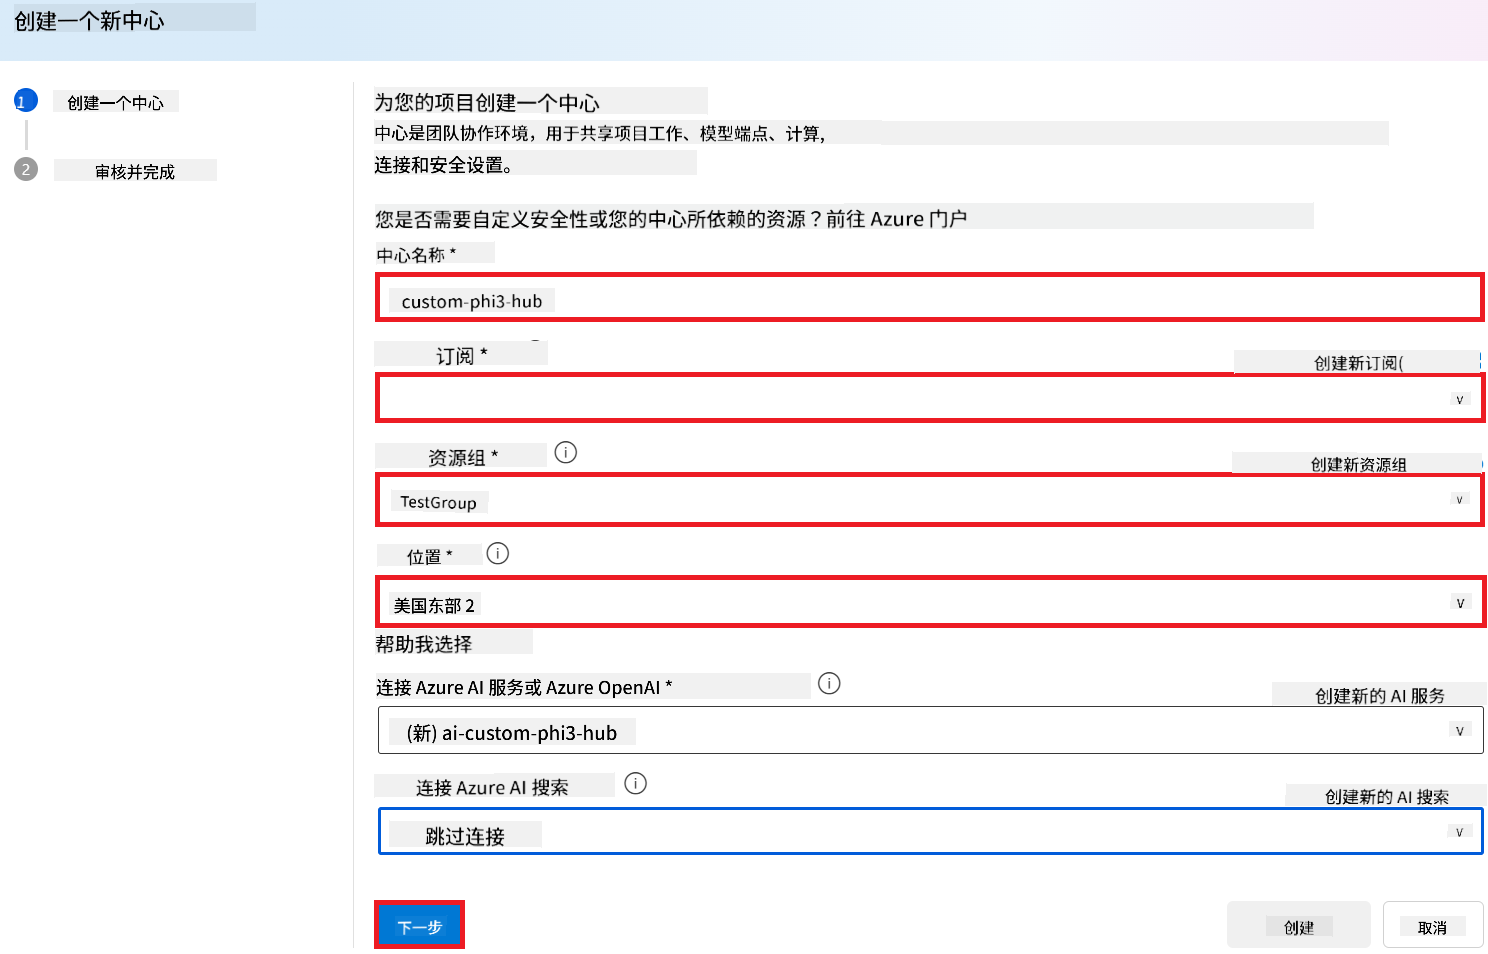 创建一个新中心
1
创建一个中心
2
审核并完成
为您的项目创建一个中心
中心是团队协作环境，用于共享项目工作、模型端点、计算,
连接和安全设置。
您是否需要自定义安全性或您的中心所依赖的资源？前往 Azure 门户
中心名称 *
custom-phi3-hub
订阅 *
创建新订阅(
资源组 *
创建新资源组
TestGroup
位置 *
美国东部 2
帮助我选择
连接 Azure AI 服务或 Azure OpenAI *
创建新的 AI 服务
(新) ai-custom-phi3-hub
连接 Azure AI 搜索
创建新的 AI 搜索
跳过连接
下一步
创建
取消